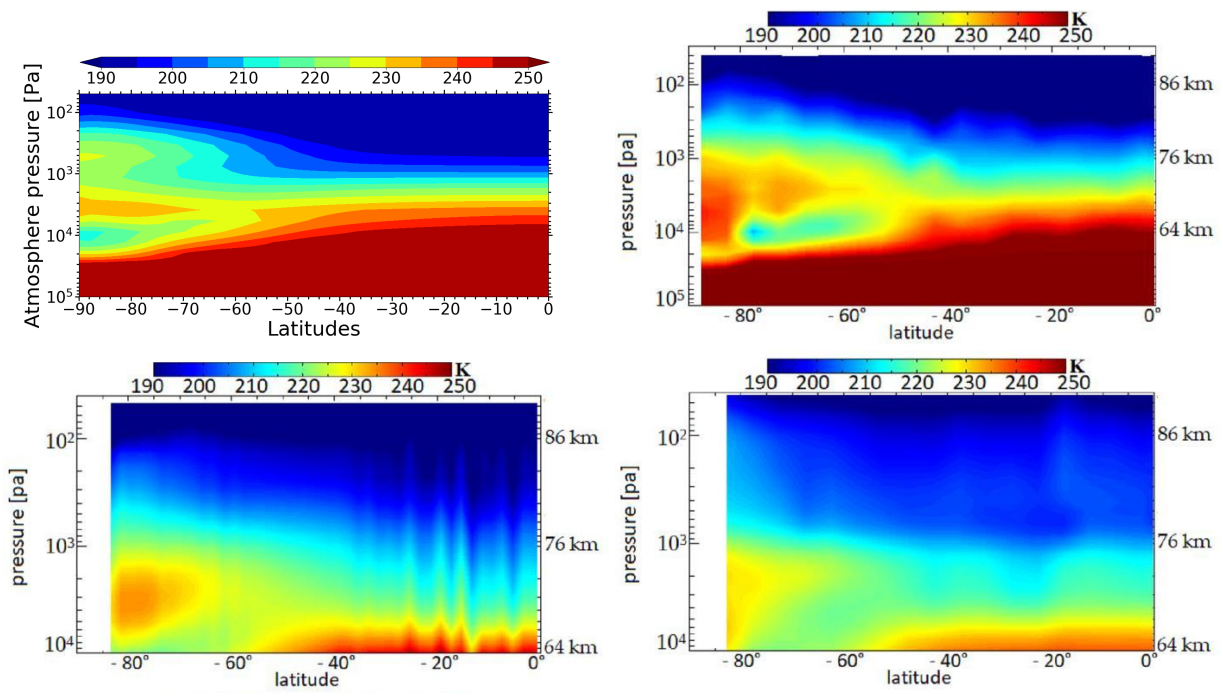 190 200 210 220 230 240 250
Atmosphere pressure [Pa]
10²
10³
10⁴
10⁵
−90 −80 −70 −60 −50 −40 −30 −20 −10 0
Latitudes
K
190 200 210 220 230 240 250
pressure [pa]
10² 86 km
10³ 76 km
10⁴ 64 km
10⁵
- 80° - 60° - 40° - 20° 0°
latitude
K
190 200 210 220 230 240 250
pressure [pa]
10² 86 km
10³ 76 km
10⁴ 64 km
- 80° - 60° - 40° - 20° 0°
latitude
K
190 200 210 220 230 240 250
pressure [pa]
10² 86 km
10³ 76 km
10⁴ 64 km
- 80° - 60° - 40° - 20° 0°
latitude